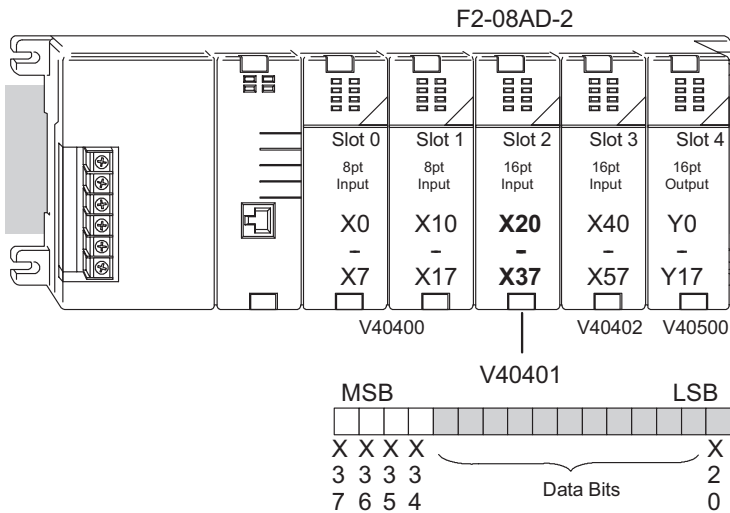 F2-08AD-2
Slot 0 Slot 1 Slot 2 Slot 3 Slot 4
8pt 8pt 16pt 16pt 16pt
Input Input Input Input Output
X0 X10 X20 X40 Y0
- - - - -
X7 X17 X37 X57 Y17
V40400 V40402 V40500
V40401
MSB LSB
X X X X X
3 3 3 3 2
7 6 5 4 0
Data Bits